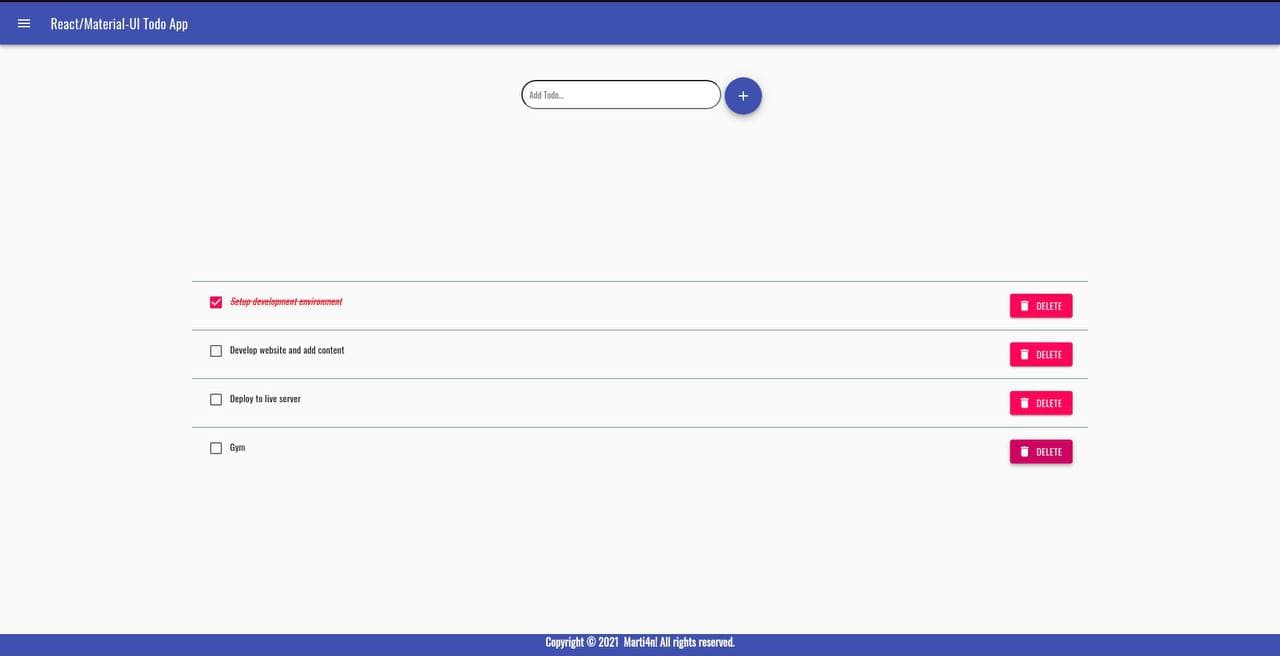 React/Material-UI Todo App
Add Todo...
Setup development environment
DELETE
Develop website and add content
DELETE
Deploy to live server
DELETE
Gym
DELETE
Copyright © 2021 Marti4n! All rights reserved.